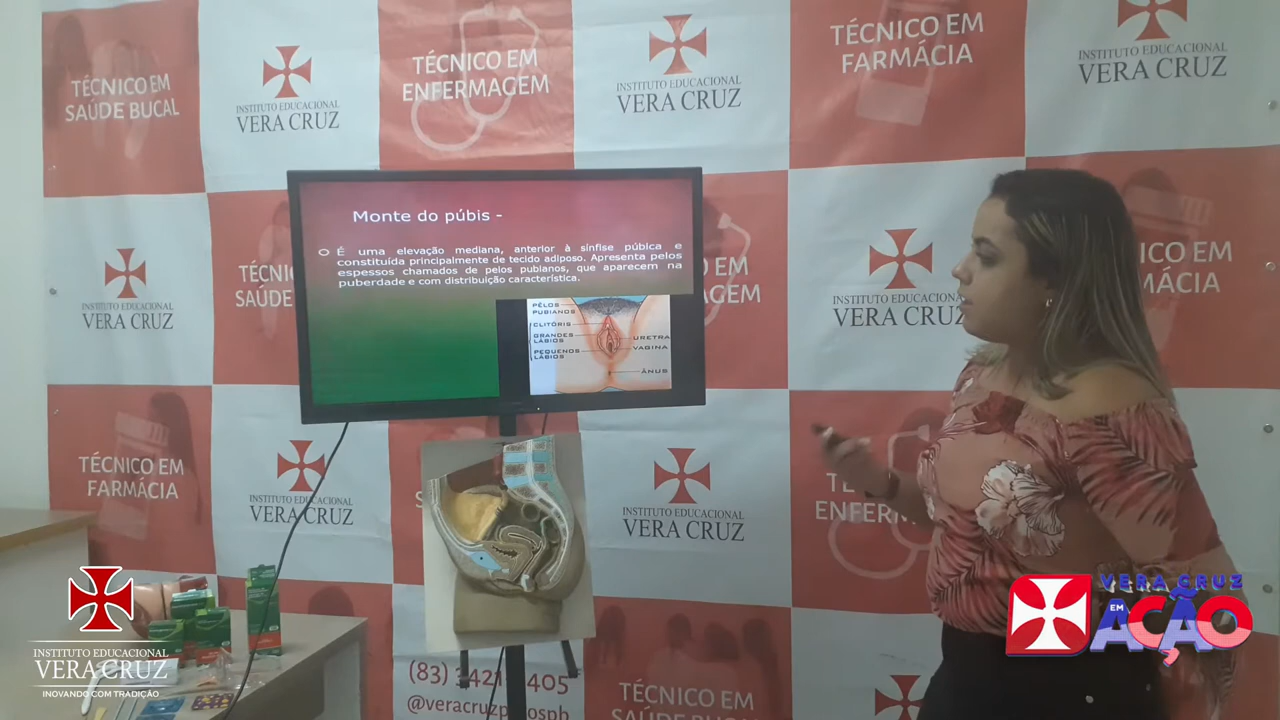 TÉCNICO EM
SAÚDE BUCAL
INSTITUTO EDUCACIONAL
VERA CRUZ
TÉCNICO EM
ENFERMAGEM
INSTITUTO EDUCACIONAL
VERA CRUZ
TÉCNICO EM
FARMÁCIA
INSTITUTO EDUCACIONAL
VERA CRUZ
INSTITUTO EDUCACIONAL
VERA CRUZ
Monte do púbis -
É uma elevação mediana, anterior à sínfise púbica e
constituída principalmente de tecido adiposo. Apresenta pelos
espessos chamados de pelos pubianos, que aparecem na
puberdade e com distribuição característica.
PÊLOS
PUBIANOS
CLITÓRIS
GRANDES
LÁBIOS
PEQUENOS
LÁBIOS
URETRA
VAGINA
ÂNUS
INSTITUTO EDUCACIONAL
VERA CRUZ
TÉCNICO EM
FARMÁCIA
INSTITUTO EDUCACIONAL
VERA CRUZ
INSTITUTO EDUCACIONAL
VERA CRUZ
(83) 3421
405
TÉCNICO EM
SAÚDE BUCAL
INSTITUTO EDUCACIONAL
VERA CRUZ
INOVANDO COM TRADIÇÃO
VERA CRUZ
EM
AÇÃO